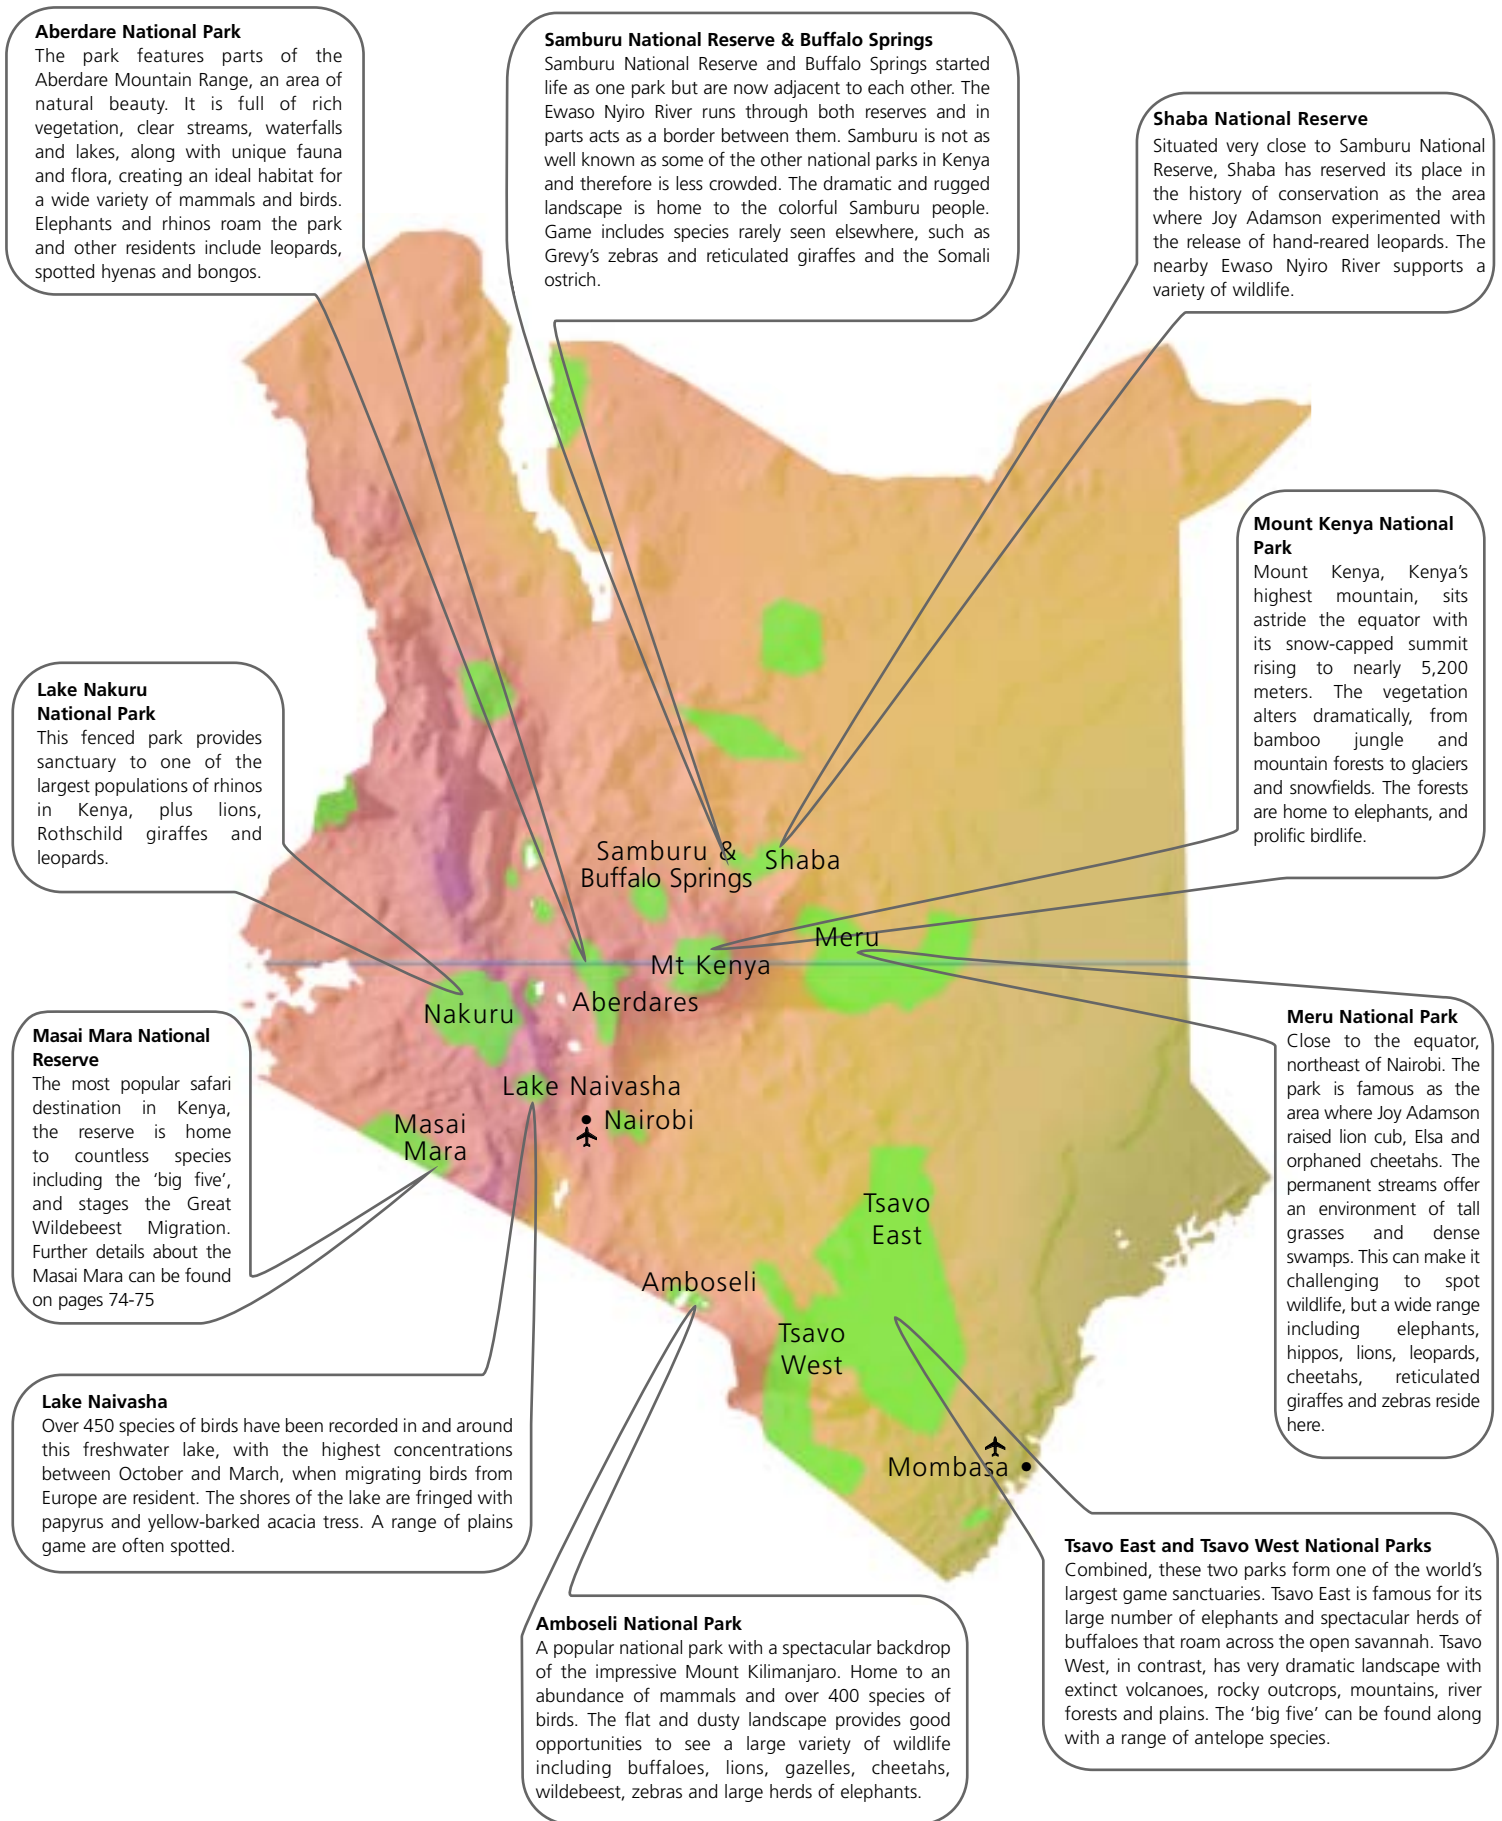 Aberdare National Park
The park features parts of the
Aberdare Mountain Range, an area of
natural beauty. It is full of rich
vegetation, clear streams, waterfalls
and lakes, along with unique fauna
and flora, creating an ideal habitat for
a wide variety of mammals and birds.
Elephants and rhinos roam the park
and other residents include leopards,
spotted hyenas and bongos.
Samburu National Reserve & Buffalo Springs
Samburu National Reserve and Buffalo Springs started
life as one park but are now adjacent to each other. The
Ewaso Nyiro River runs through both reserves and in
parts acts as a border between them. Samburu is not as
well known as some of the other national parks in Kenya
and therefore is less crowded. The dramatic and rugged
landscape is home to the colorful Samburu people.
Game includes species rarely seen elsewhere, such as
Grevy's zebras and reticulated giraffes and the Somali
ostrich.
Shaba National Reserve
Situated very close to Samburu National
Reserve, Shaba has reserved its place in
the history of conservation as the area
where Joy Adamson experimented with
the release of hand-reared leopards. The
nearby Ewaso Nyiro River supports a
variety of wildlife.
Mount Kenya National
Park
Mount Kenya, Kenya's
highest mountain, sits
astride the equator with
its snow-capped summit
rising to nearly 5,200
meters. The vegetation
alters dramatically, from
bamboo jungle and
mountain forests to glaciers
and snowfields. The forests
are home to elephants, and
prolific birdlife.
Lake Nakuru
National Park
This fenced park provides
sanctuary to one of the
largest populations of rhinos
in Kenya, plus lions,
Rothschild giraffes and
leopards.
Samburu &
Buffalo Springs
Shaba
Meru
Mt Kenya
Aberdares
Nakuru
Lake Naivasha
Nairobi
Masai
Mara
Tsavo
East
Amboseli
Tsavo
West
Mombasa
Masai Mara National
Reserve
The most popular safari
destination in Kenya,
the reserve is home
to countless species
including the 'big five',
and stages the Great
Wildebeest Migration.
Further details about the
Masai Mara can be found
on pages 74-75
Meru National Park
Close to the equator,
northeast of Nairobi. The
park is famous as the
area where Joy Adamson
raised lion cub, Elsa and
orphaned cheetahs. The
permanent streams offer
an environment of tall
grasses and dense
swamps. This can make it
challenging to spot
wildlife, but a wide range
including elephants,
hippos, lions, leopards,
cheetahs, reticulated
giraffes and zebras reside
here.
Lake Naivasha
Over 450 species of birds have been recorded in and around
this freshwater lake, with the highest concentrations
between October and March, when migrating birds from
Europe are resident. The shores of the lake are fringed with
papyrus and yellow-barked acacia tress. A range of plains
game are often spotted.
Amboseli National Park
A popular national park with a spectacular backdrop
of the impressive Mount Kilimanjaro. Home to an
abundance of mammals and over 400 species of
birds. The flat and dusty landscape provides good
opportunities to see a large variety of wildlife
including buffaloes, lions, gazelles, cheetahs,
wildebeest, zebras and large herds of elephants.
Tsavo East and Tsavo West National Parks
Combined, these two parks form one of the world's
largest game sanctuaries. Tsavo East is famous for its
large number of elephants and spectacular herds of
buffaloes that roam across the open savannah. Tsavo
West, in contrast, has very dramatic landscape with
extinct volcanoes, rocky outcrops, mountains, river
forests and plains. The 'big five' can be found along
with a range of antelope species.